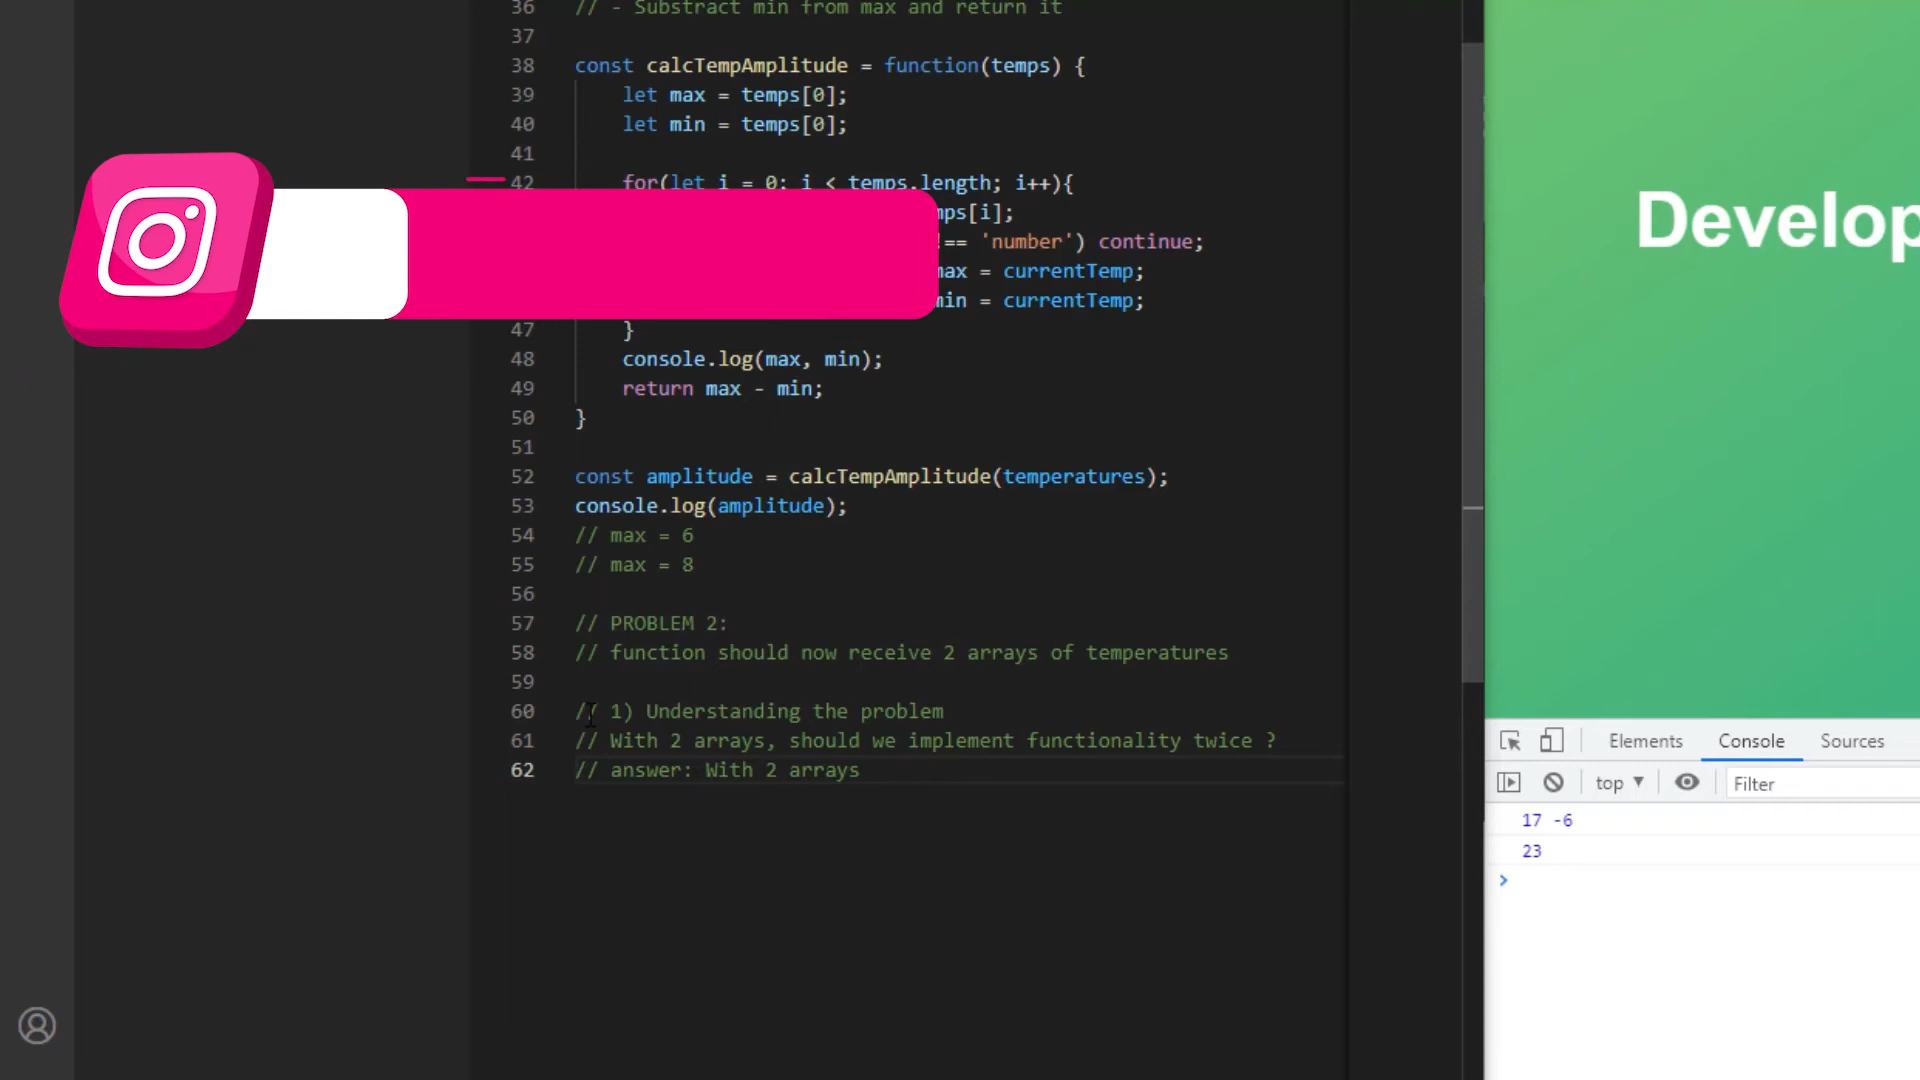 36 // - Substract min from max and return it
37
38 const calcTempAmplitude = function(temps) {
39 let max = temps[0];
40 let min = temps[0];
41
42 for(let i = 0; i < temps.length; i++){
mps[i];
!== 'number') continue;
max = currentTemp;
min = currentTemp;
47 }
48 console.log(max, min);
49 return max - min;
50 }
51
52 const amplitude = calcTempAmplitude(temperatures);
53 console.log(amplitude);
54 // max = 6
55 // max = 8
56
57 // PROBLEM 2:
58 // function should now receive 2 arrays of temperatures
59
60 // 1) Understanding the problem
61 // With 2 arrays, should we implement functionality twice ?
62 // answer: With 2 arrays
Develop
Elements Console Sources
top ▼ Filter
17 -6
23